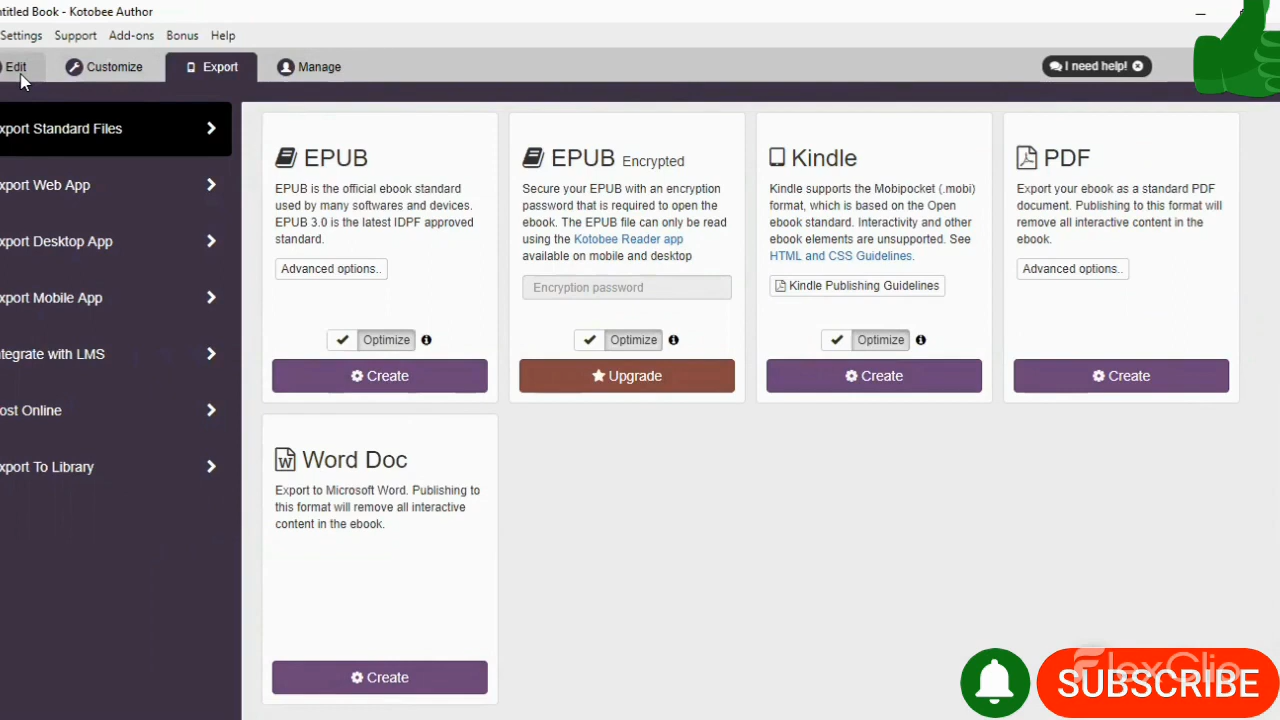 ntitled Book - Kotobee Author
Settings Support Add-ons Bonus Help
Edit Customize Export Manage I need help!
xport Standard Files
xport Web App
xport Desktop App
xport Mobile App
ntegrate with LMS
ost Online
xport To Library
EPUB
EPUB is the official ebook standard
used by many softwares and devices.
EPUB 3.0 is the latest IDPF approved
standard.
Advanced options..
Optimize
Create
EPUB Encrypted
Secure your EPUB with an encryption
password that is required to open the
ebook. The EPUB file can only be read
using the Kotobee Reader app
available on mobile and desktop
Encryption password
Optimize
Upgrade
Kindle
Kindle supports the Mobipocket (.mobi)
format, which is based on the Open
ebook standard. Interactivity and other
ebook elements are unsupported. See
HTML and CSS Guidelines.
Kindle Publishing Guidelines
Optimize
Create
PDF
Export your ebook as a standard PDF
document. Publishing to this format will
remove all interactive content in the
ebook.
Advanced options..
Create
Word Doc
Export to Microsoft Word. Publishing to
this format will remove all interactive
content in the ebook.
Create
FlexClip
SUBSCRIBE